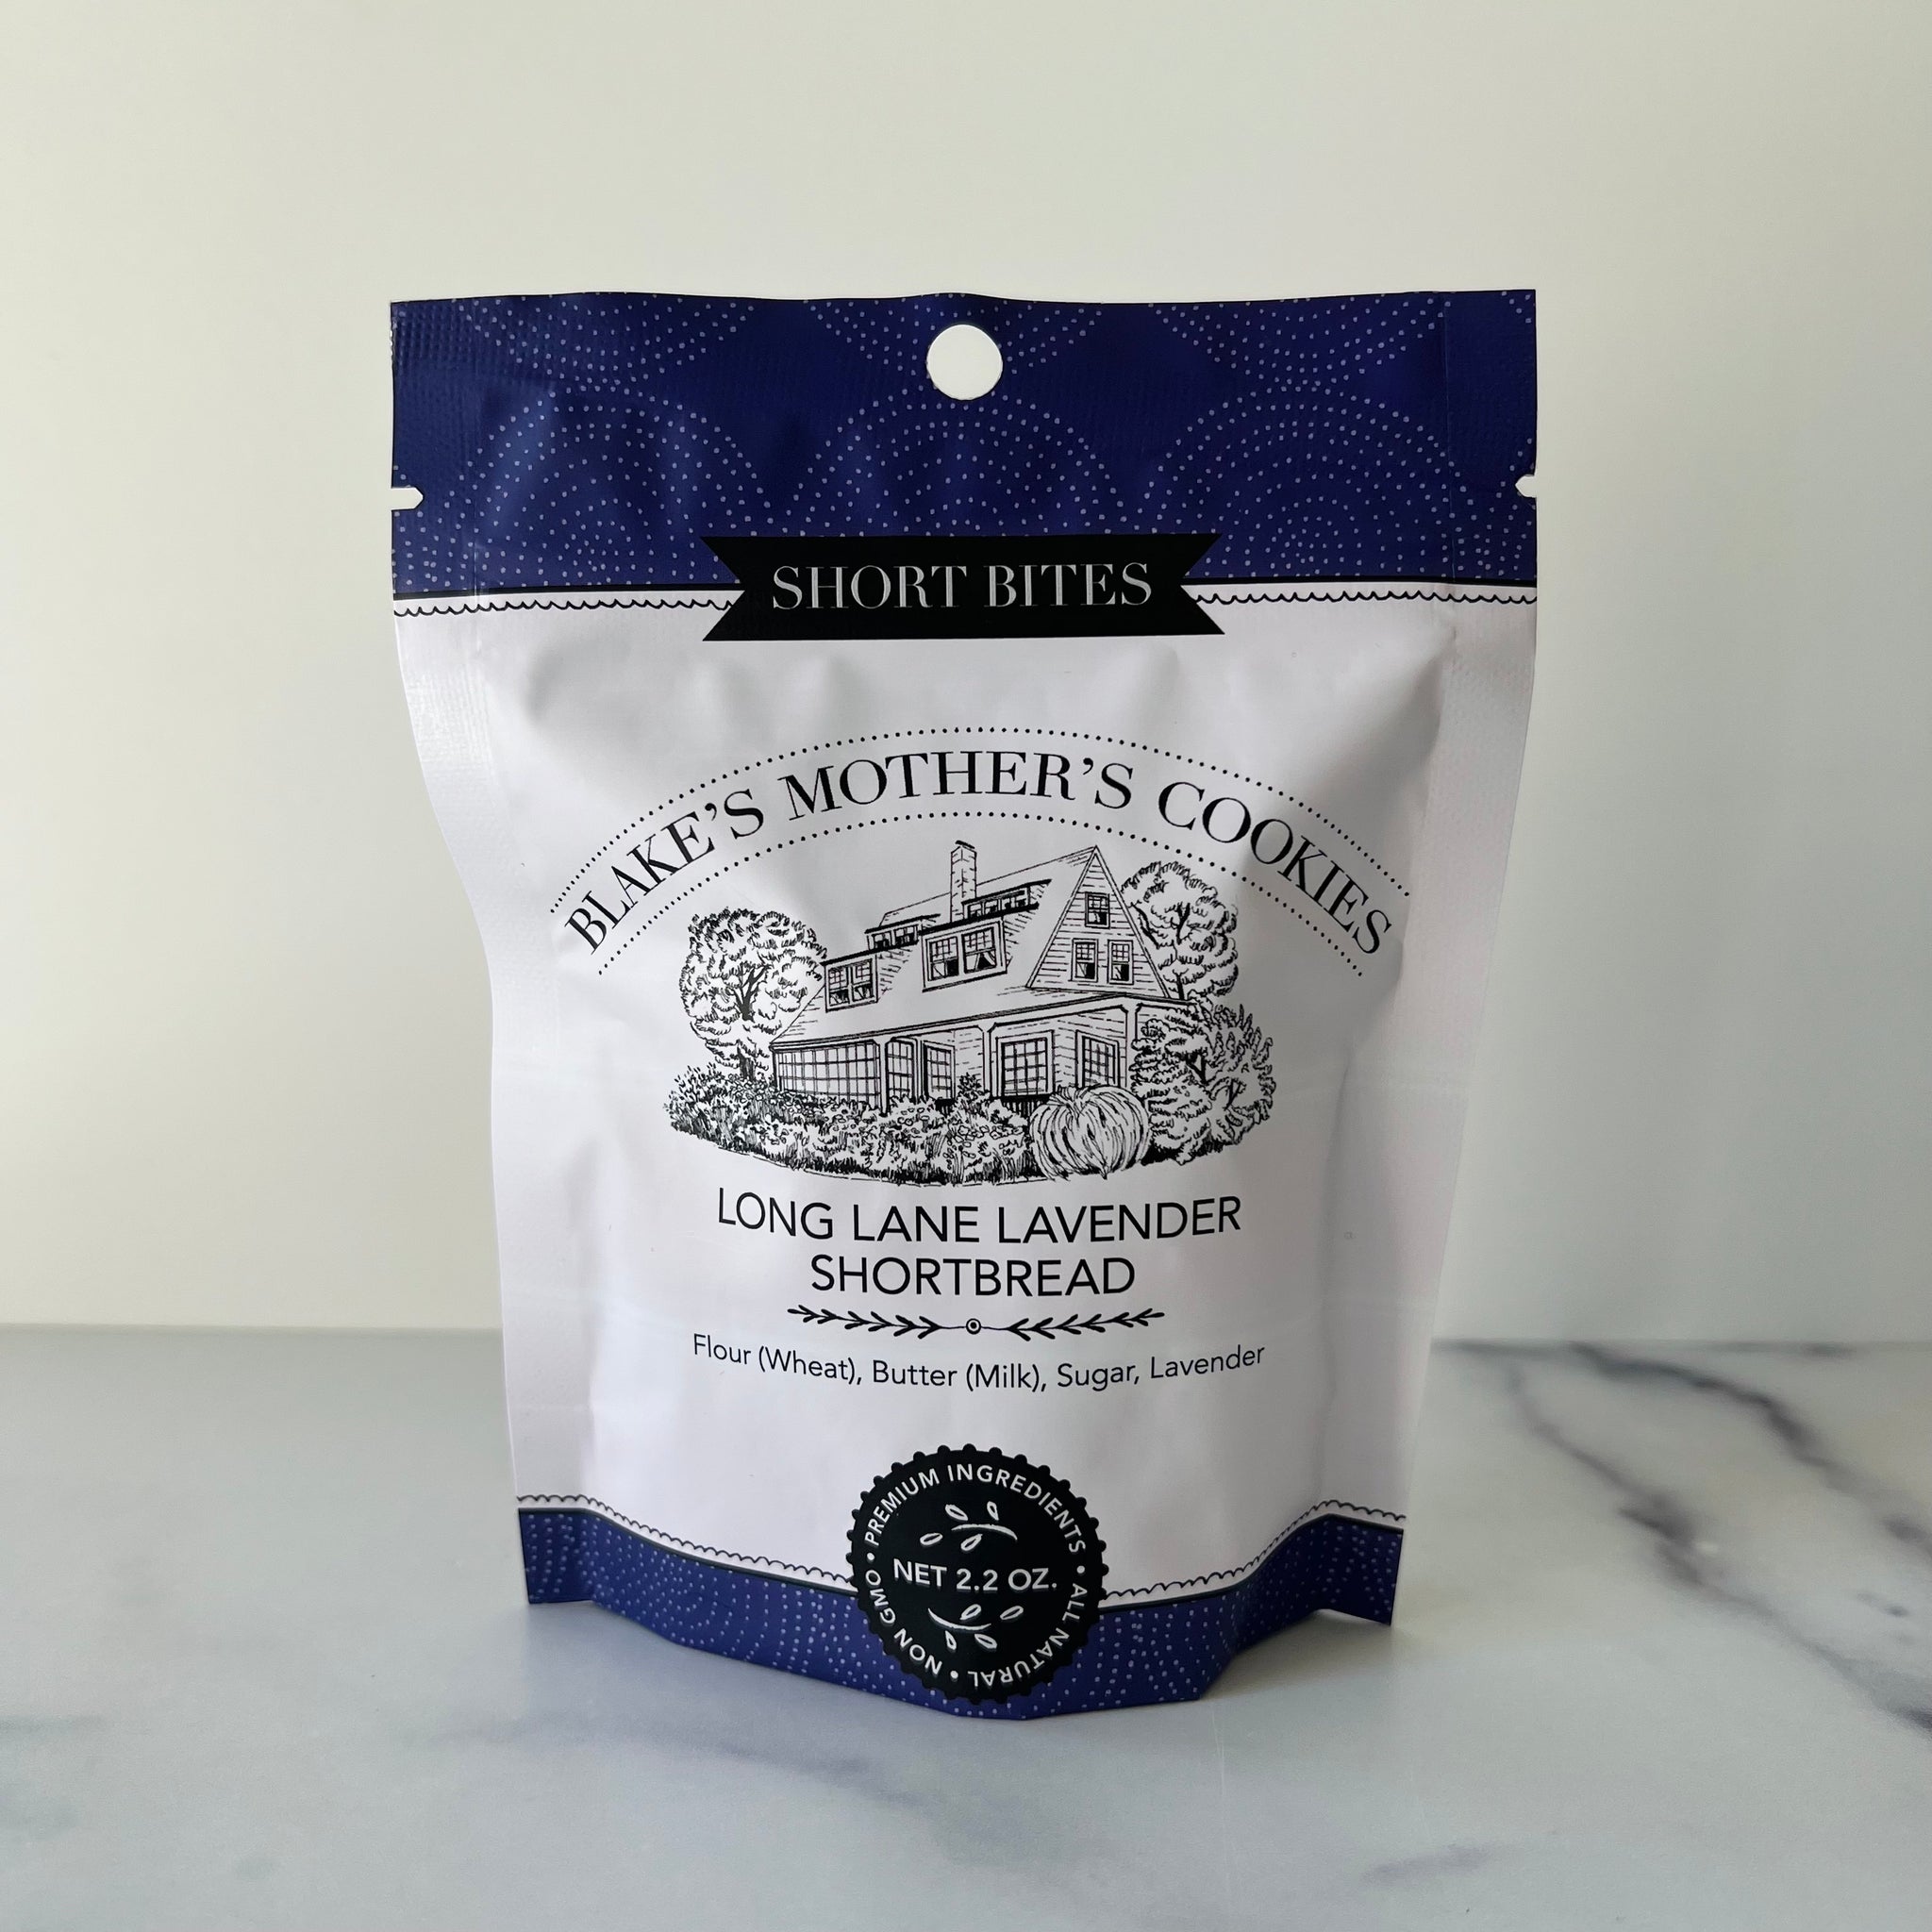 SHORT BITES
BLAKE'S MOTHER'S COOKIES
LONG LANE LAVENDER
SHORTBREAD
Flour (Wheat), Butter (Milk), Sugar, Lavender
• PREMIUM INGREDIENTS • ALL NATURAL • NON GMO
NET 2.2 OZ.